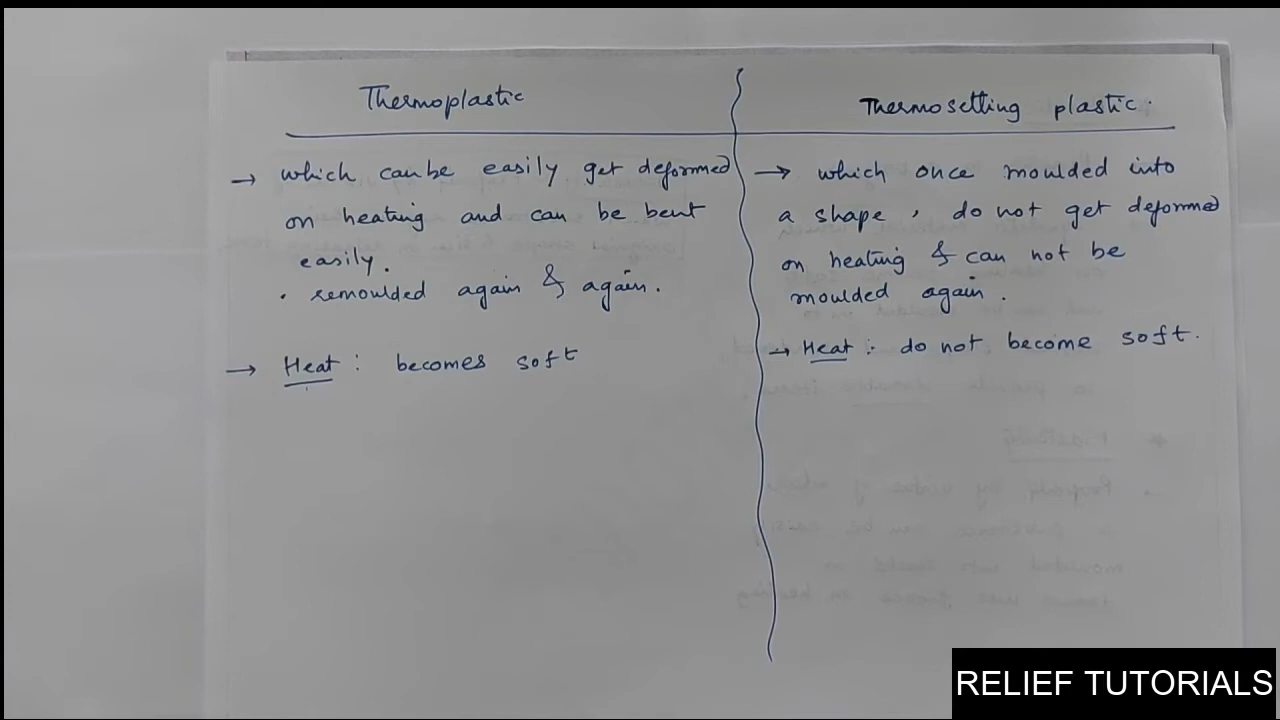 Thermoplastic
→ which canbe easily get deformed
on heating and can be bent
easily.
. remoulded again & again.
→ Heat : becomes soft
Thermosetting plastic.
→ which once moulded into
a shape, do not get deformed
on heating & can not be
moulded again.
→ Heat : do not become soft.
RELIEF TUTORIALS